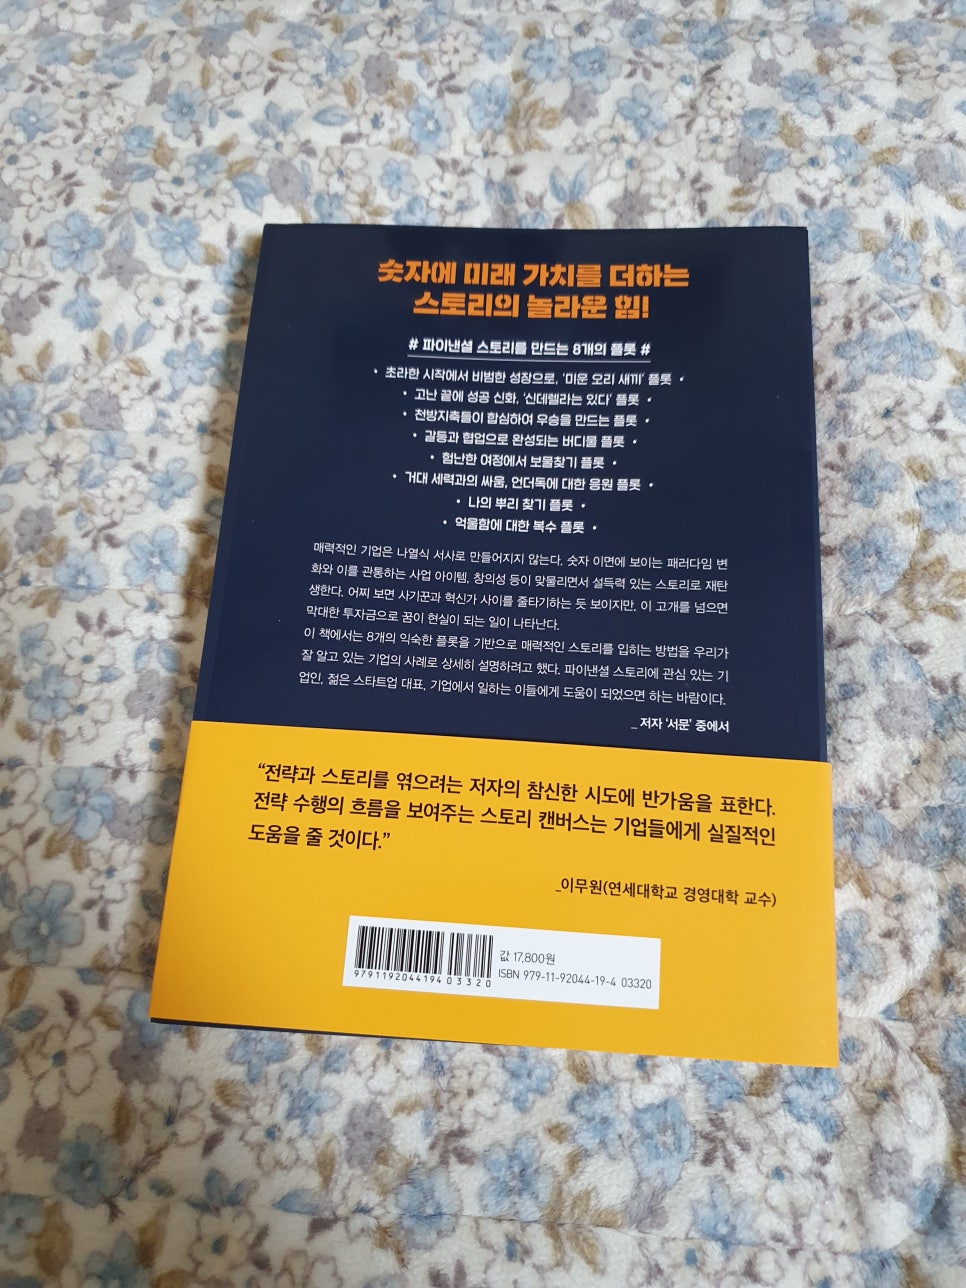 숫자에 미래 가치를 더하는
스토리의 놀라운 힘!
# 파이낸셜 스토리를 만드는 8개의 플롯 #
• 초라한 시작에서 비범한 성장으로, '미운 오리 새끼' 플롯 •
• 고난 끝에 성공 신화, '신데렐라는 있다' 플롯 •
• 천방지축들이 합심하여 우승을 만드는 플롯 •
• 갈등과 협업으로 완성되는 버디물 플롯 •
• 험난한 여정에서 보물찾기 플롯 •
• 거대 세력과의 싸움, 언더독에 대한 응원 플롯 •
• 나의 뿌리 찾기 플롯 •
• 억울함에 대한 복수 플롯 •
매력적인 기업은 나열식 서사로 만들어지지 않는다. 숫자 이면에 보이는 패러다임 변
화와 이를 관통하는 사업 아이템, 창의성 등이 맞물리면서 설득력 있는 스토리로 재탄
생한다. 어찌 보면 사기꾼과 혁신가 사이를 줄타기하는 듯 보이지만, 이 고개를 넘으면
막대한 투자금으로 꿈이 현실이 되는 일이 나타난다.
이 책에서는 8개의 익숙한 플롯을 기반으로 매력적인 스토리를 입히는 방법을 우리가
잘 알고 있는 기업의 사례로 상세히 설명하려고 했다. 파이낸셜 스토리에 관심 있는 기
업인, 젊은 스타트업 대표, 기업에서 일하는 이들에게 도움이 되었으면 하는 바람이다.
_ 저자 '서문' 중에서
"전략과 스토리를 엮으려는 저자의 참신한 시도에 반가움을 표한다.
전략 수행의 흐름을 보여주는 스토리 캔버스는 기업들에게 실질적인
도움을 줄 것이다."
_이무원(연세대학교 경영대학 교수)
값 17,800원
ISBN 979-11-92044-19-4 03320
9791192044194 03320